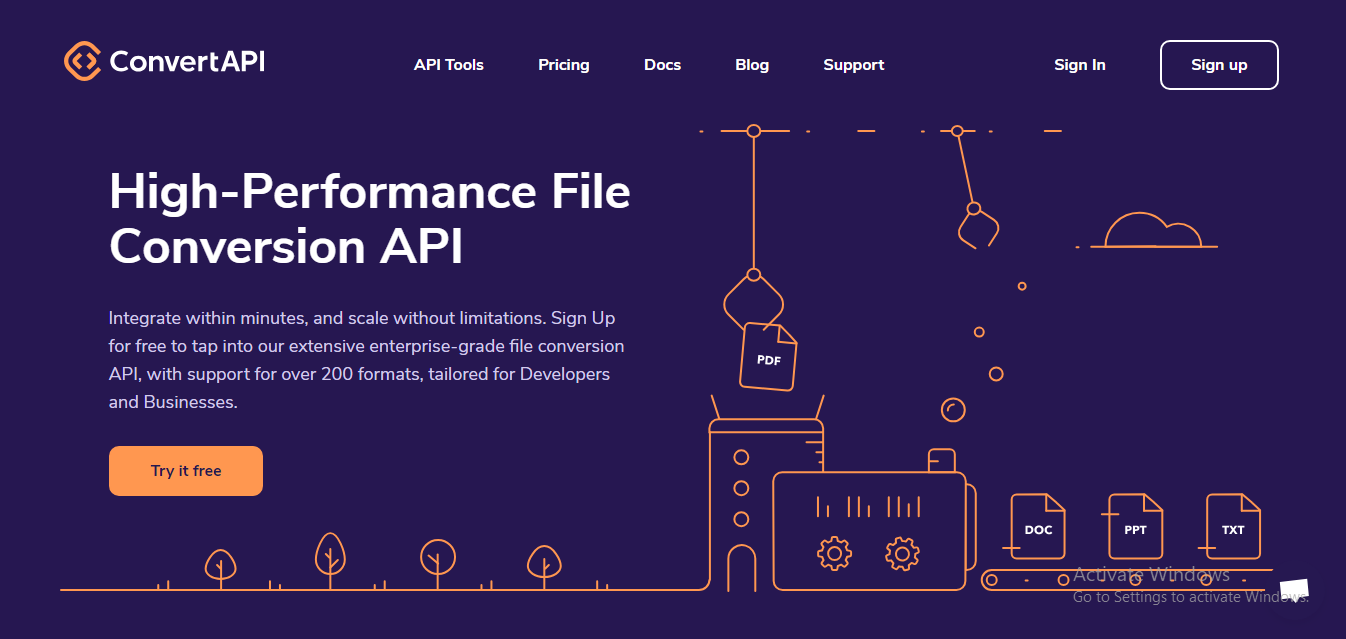 ConvertAPI
API Tools
Pricing
Docs
Blog
Support
Sign In
Sign up
High-Performance File
Conversion API
Integrate within minutes, and scale without limitations. Sign Up
for free to tap into our extensive enterprise-grade file conversion
API, with support for over 200 formats, tailored for Developers
and Businesses.
Try it free
PDF
DOC
PPT
TXT
Activate Windows
Go to Settings to activate Windows.